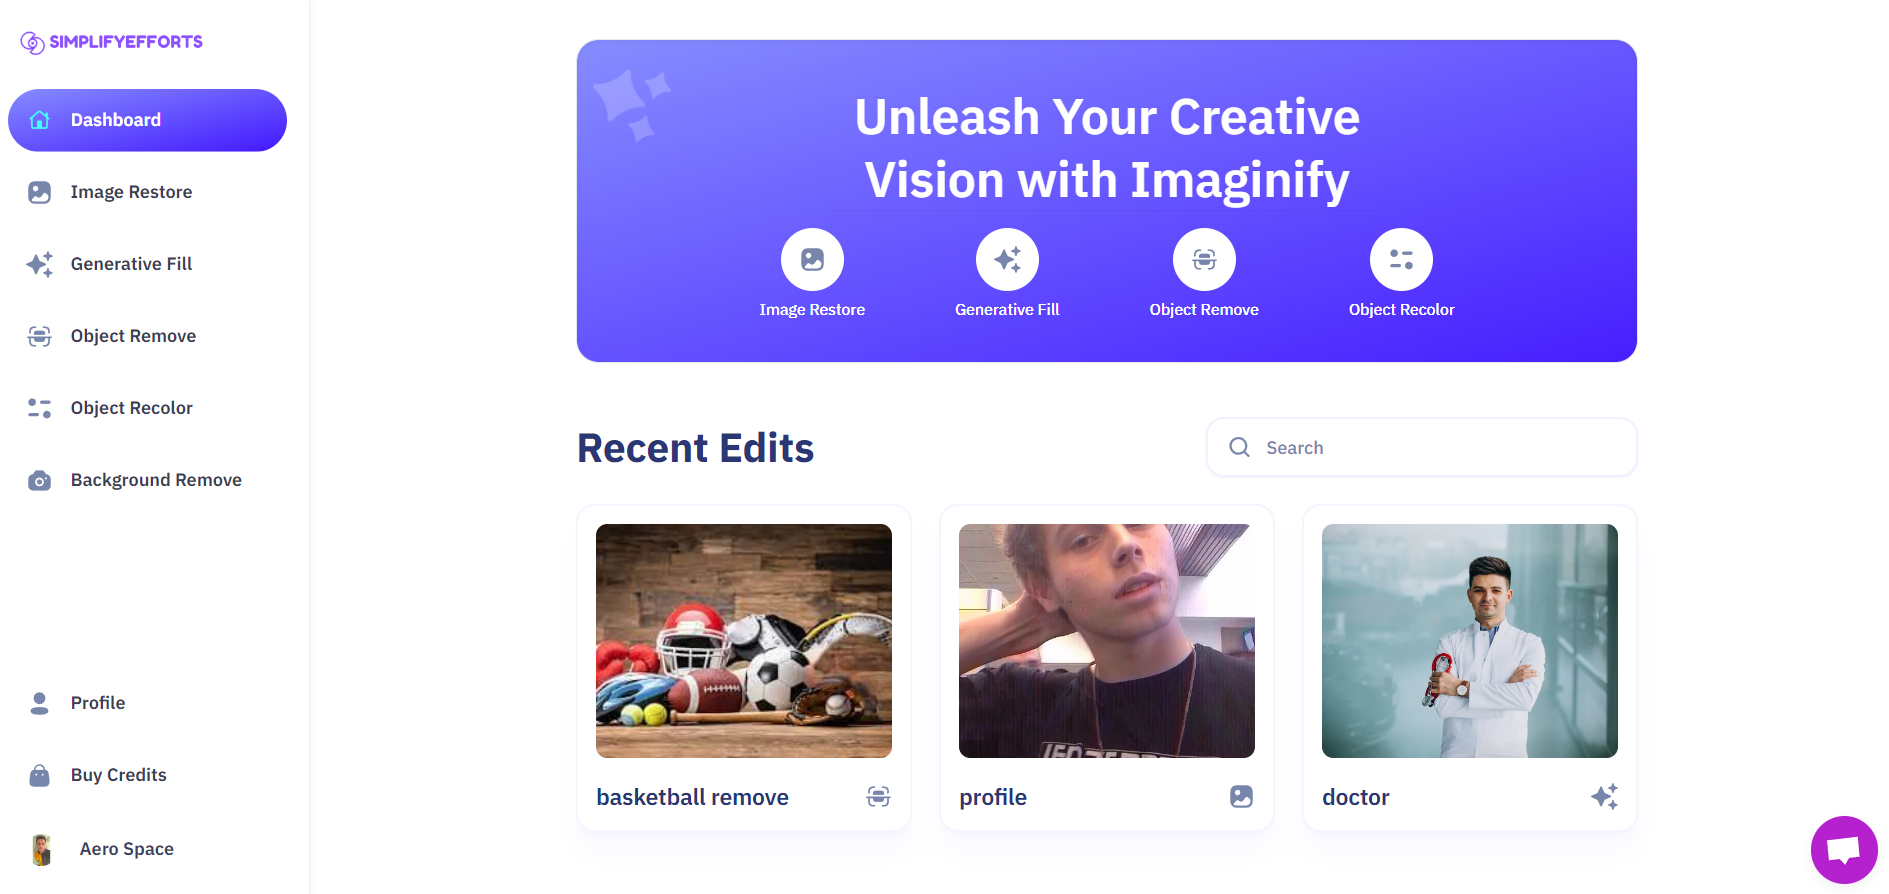 SIMPLIFYEFFORTS
Dashboard
Image Restore
Generative Fill
Object Remove
Object Recolor
Background Remove
Profile
Buy Credits
Aero Space
Unleash Your Creative
Vision with Imaginify
Image Restore
Generative Fill
Object Remove
Object Recolor
Recent Edits
Search
basketball remove
profile
doctor